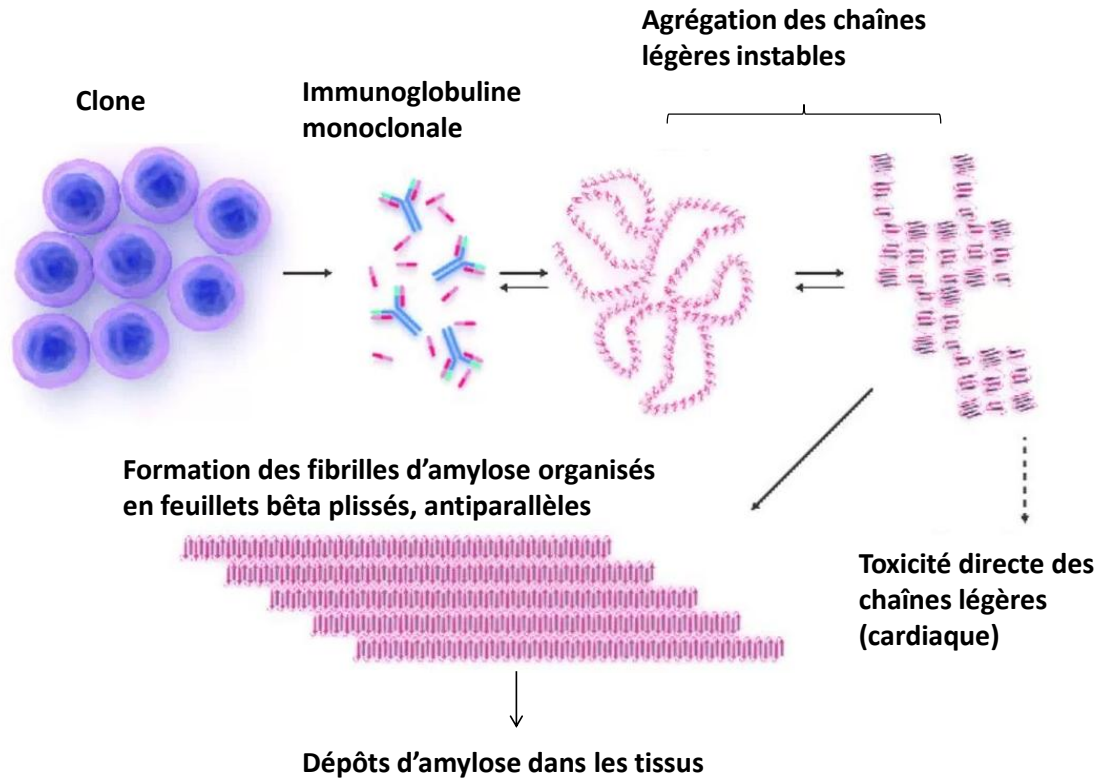 Agrégation des chaînes
légères instables
Clone
Immunoglobuline
monoclonale
Formation des fibrilles d’amylose organisés
en feuillets bêta plissés, antiparallèles
Toxicité directe des
chaînes légères
(cardiaque)
Dépôts d’amylose dans les tissus